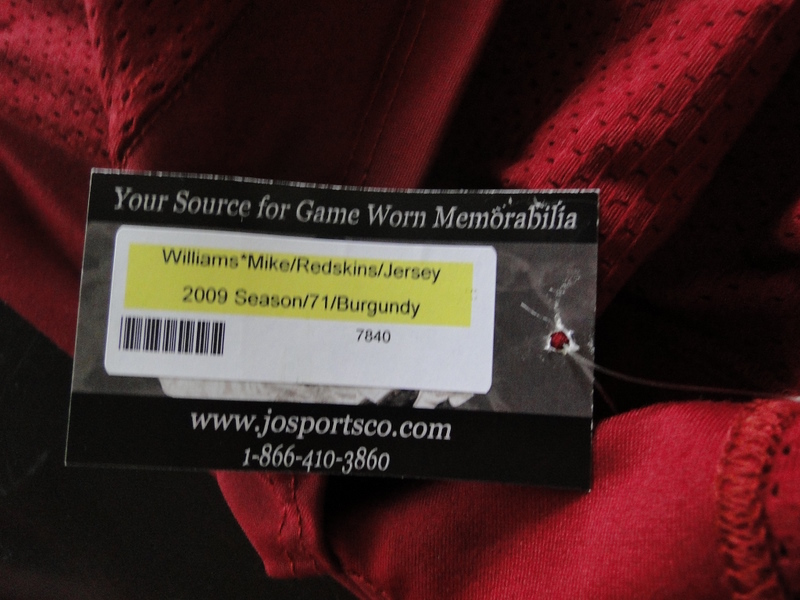 Your Source for Game Worn Memorabilia
Williams*Mike/Redskins/Jersey
2009 Season/71/Burgundy
7840
www.josportsco.com
1-866-410-3860